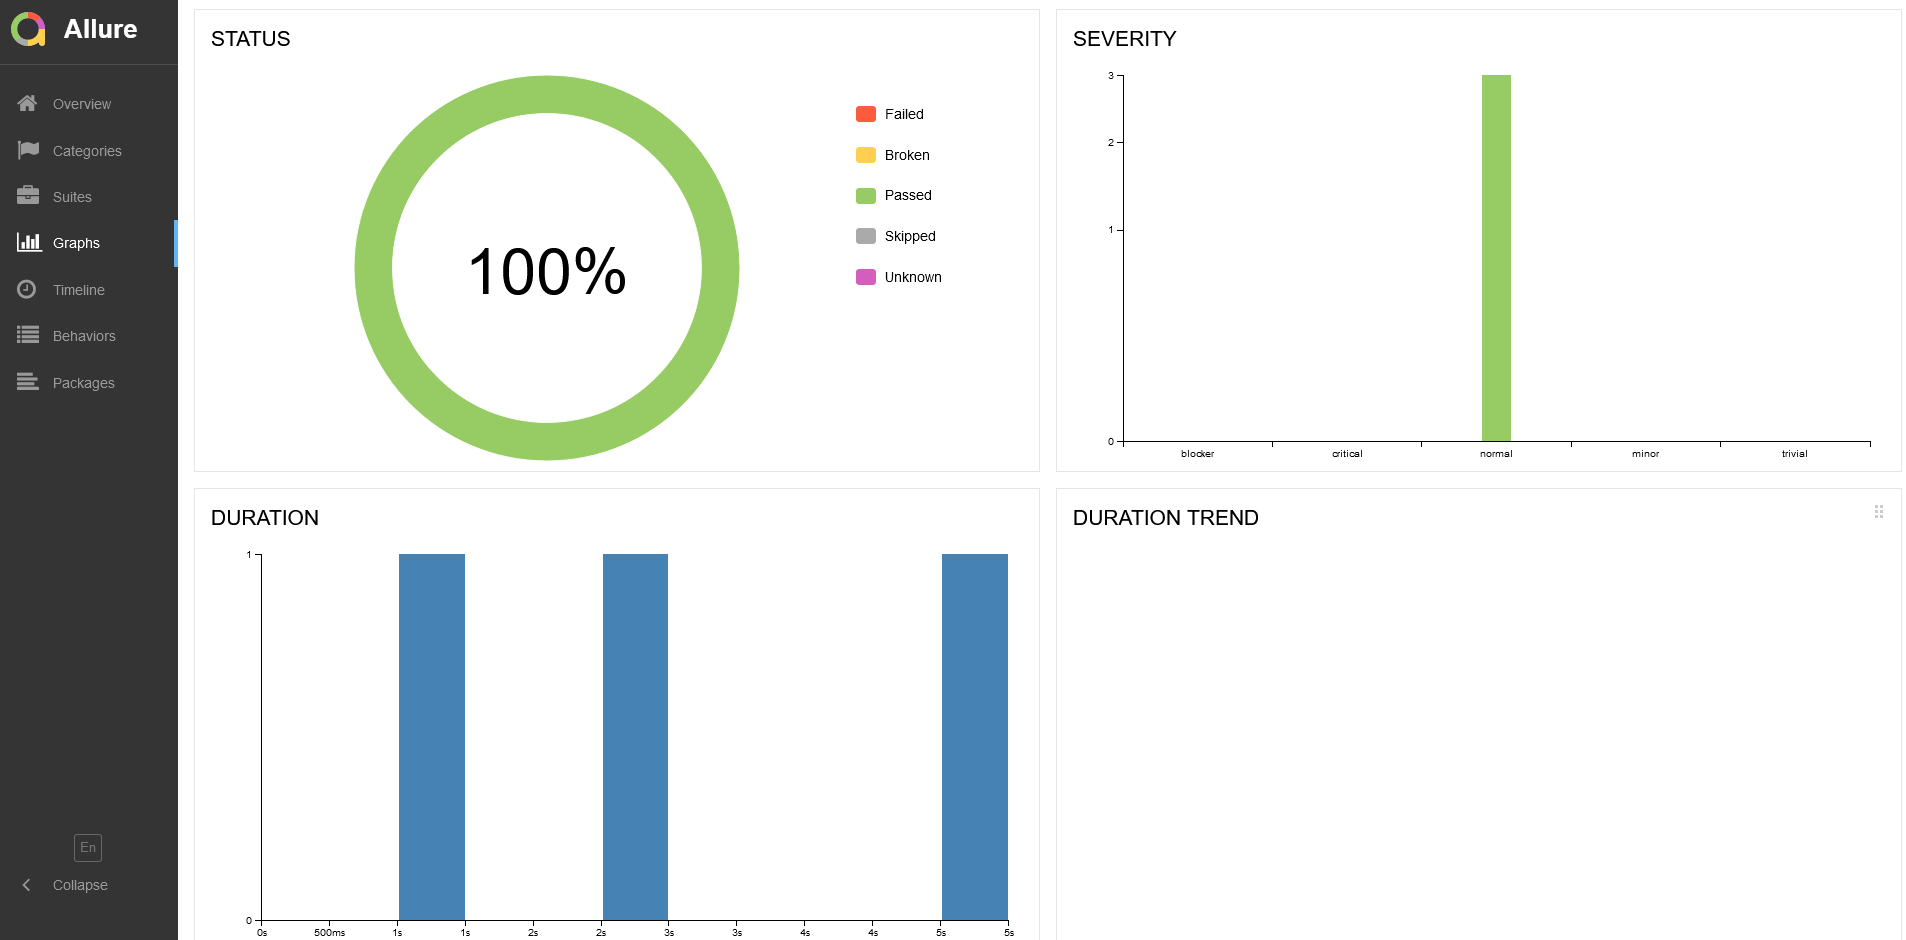 Allure
Overview
Categories
Suites
Graphs
Timeline
Behaviors
Packages
En
Collapse
STATUS
100%
Failed
Broken
Passed
Skipped
Unknown
SEVERITY
3
2
1
0
blocker critical normal minor trivial
DURATION
1
0
0s 500ms 1s 1s 2s 2s 3s 3s 4s 4s 5s 5s
DURATION TREND